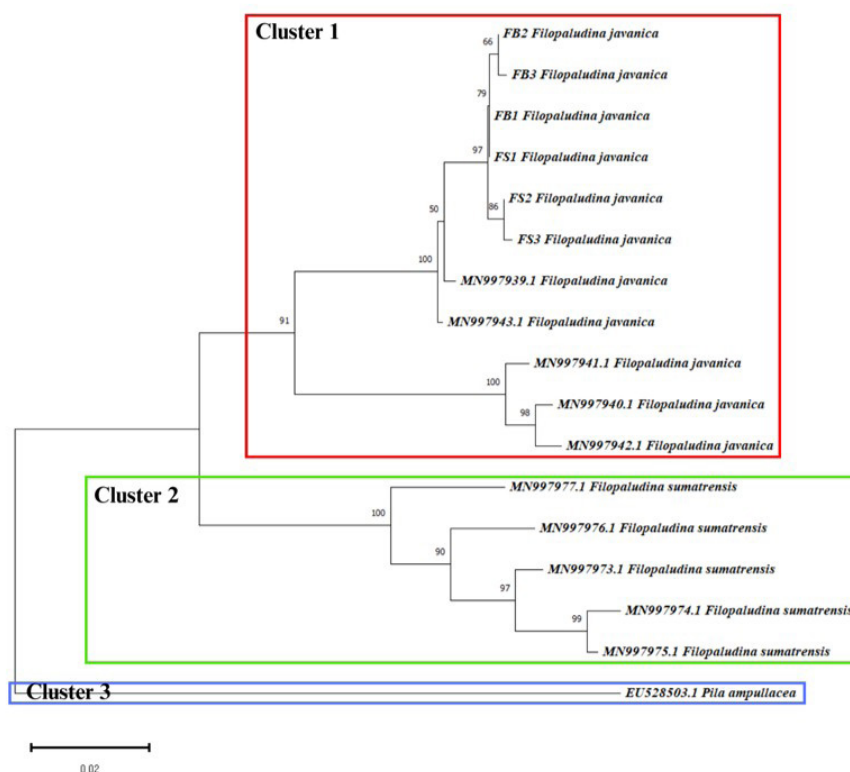 Cluster 1
66
FB2 Filopaludina javanica
FB3 Filopaludina javanica
79
FB1 Filopaludina javanica
97
FS1 Filopaludina javanica
86
FS2 Filopaludina javanica
FS3 Filopaludina javanica
50
100
MN997939.1 Filopaludina javanica
MN997943.1 Filopaludina javanica
91
100
MN997941.1 Filopaludina javanica
98
MN997940.1 Filopaludina javanica
MN997942.1 Filopaludina javanica
Cluster 2
100
MN997977.1 Filopaludina sumatrensis
90
MN997976.1 Filopaludina sumatrensis
97
MN997973.1 Filopaludina sumatrensis
99
MN997974.1 Filopaludina sumatrensis
MN997975.1 Filopaludina sumatrensis
Cluster 3
EU528503.1 Pila ampullacea
0.02